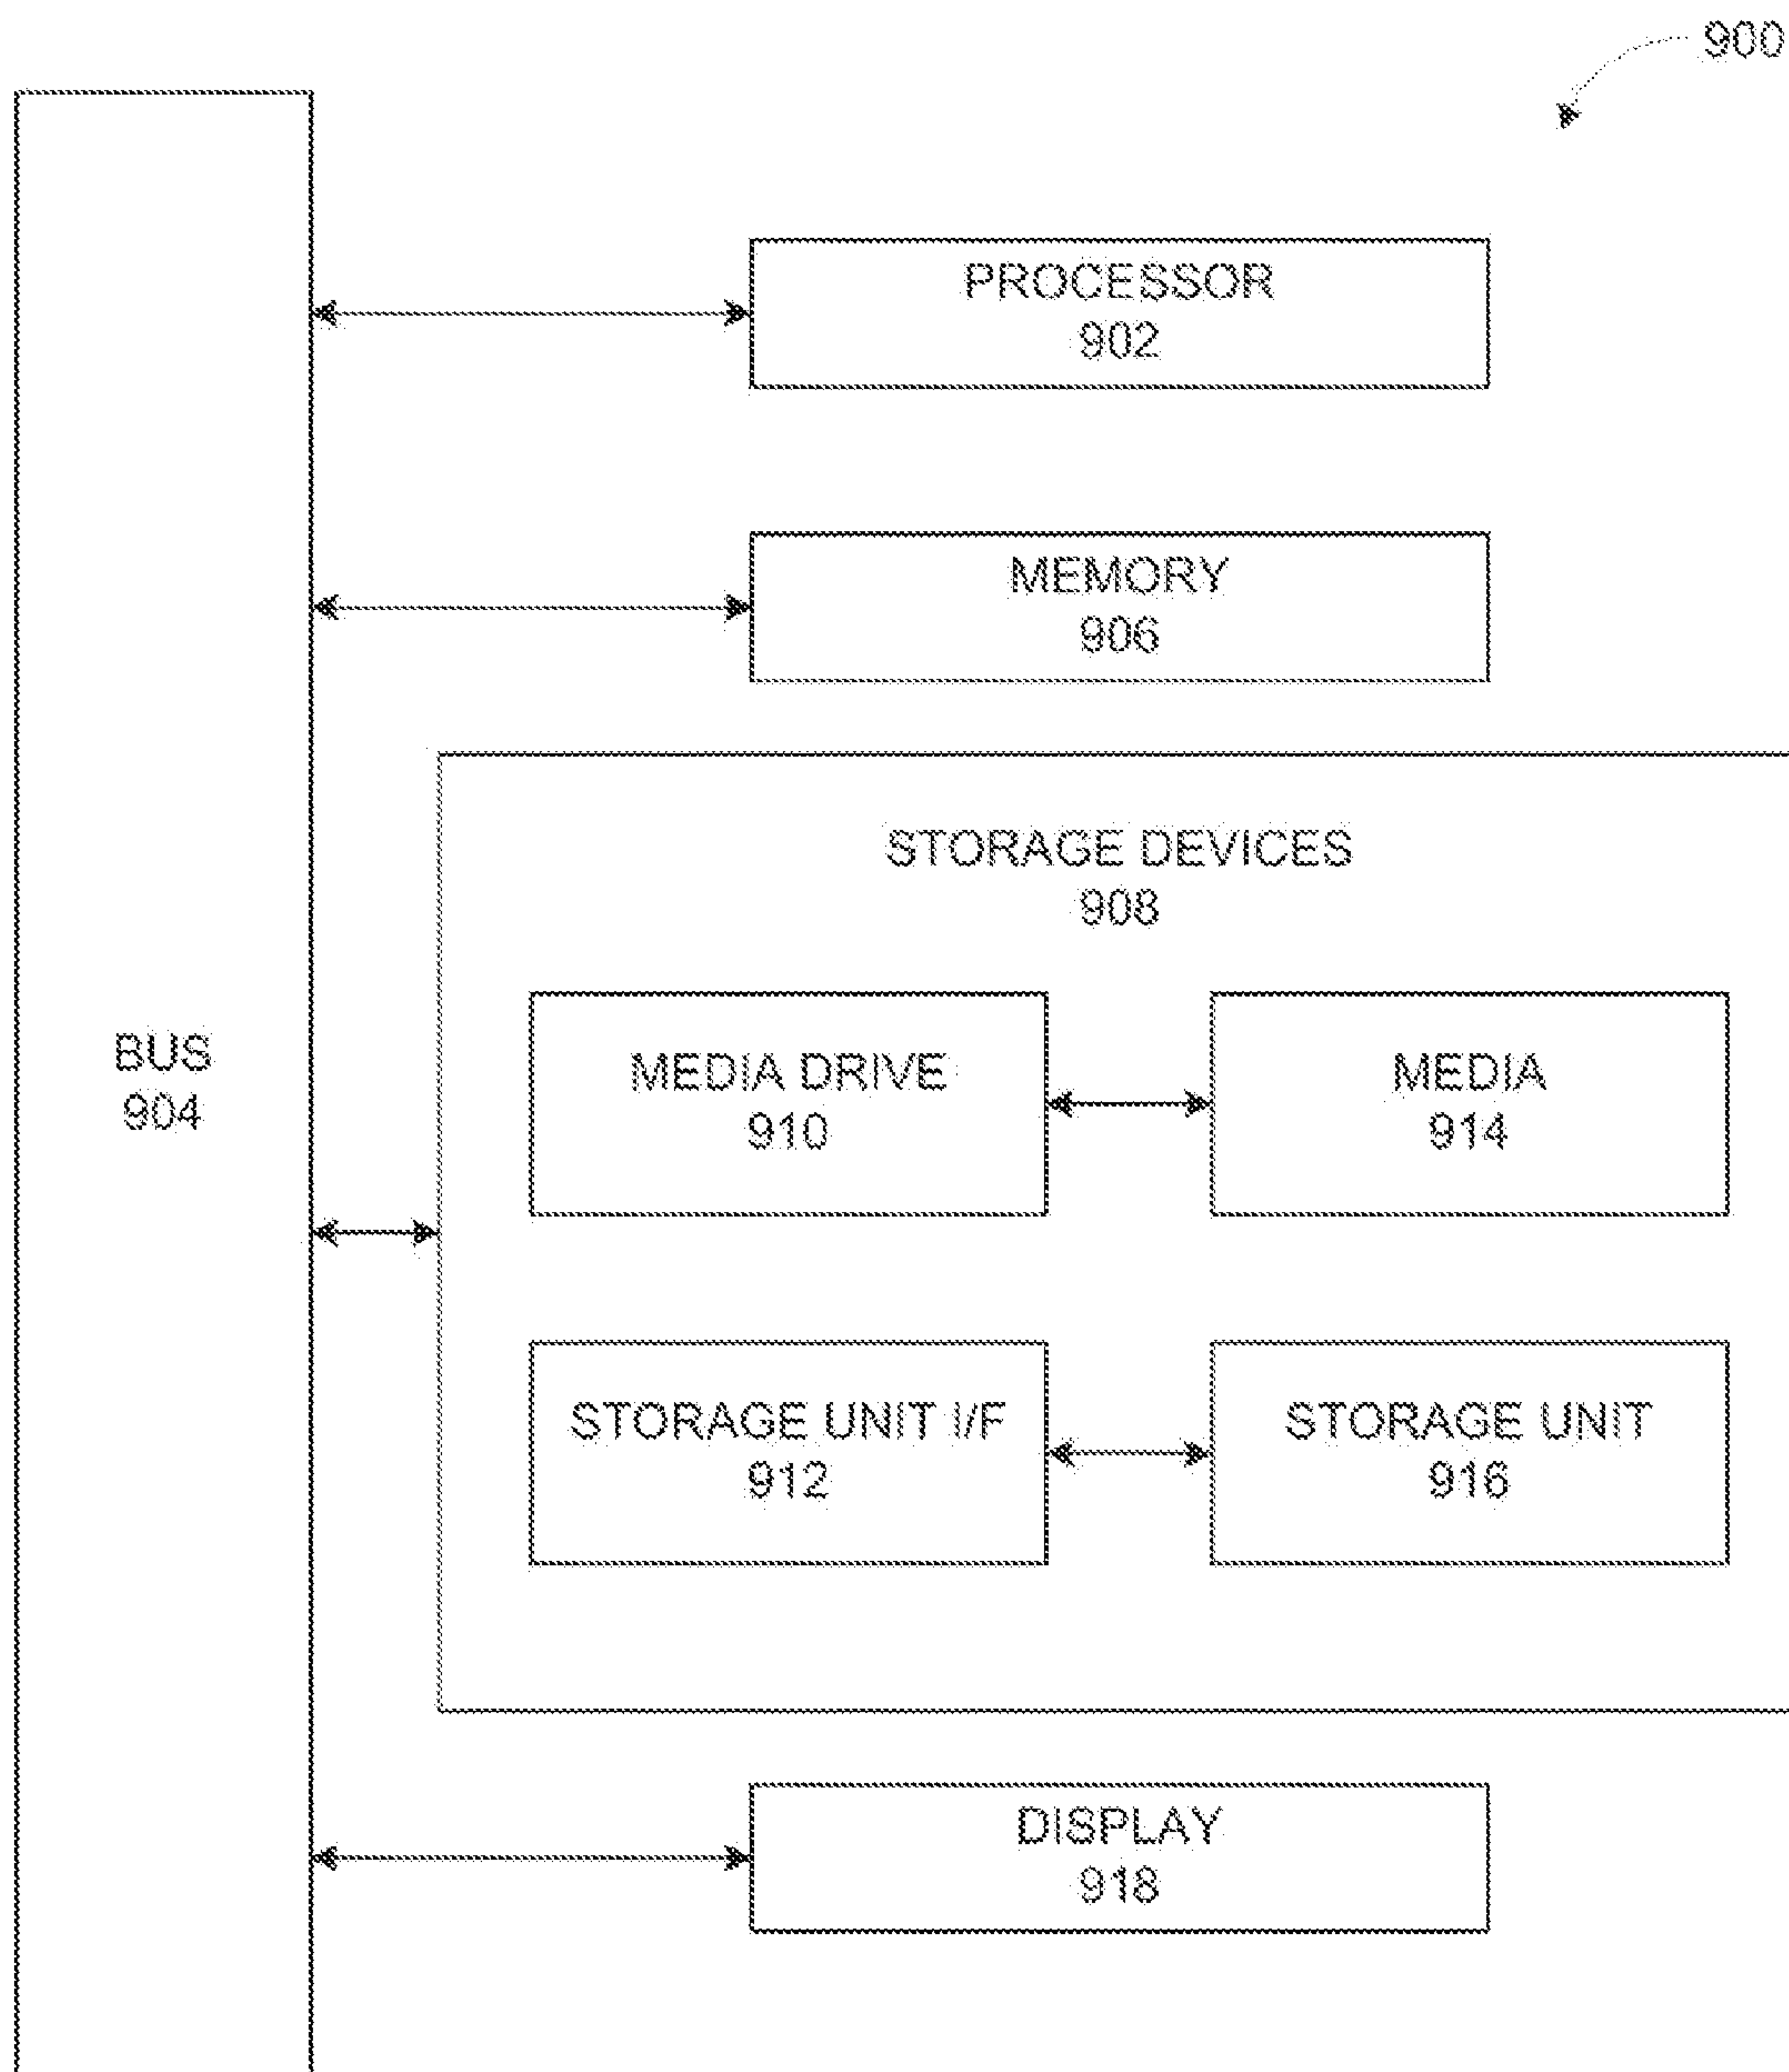 900
PROCESSOR
902
MEMORY
906
STORAGE DEVICES
908
BUS
904
MEDIA DRIVE
910
MEDIA
914
STORAGE UNIT I/F
912
STORAGE UNIT
916
DISPLAY
918